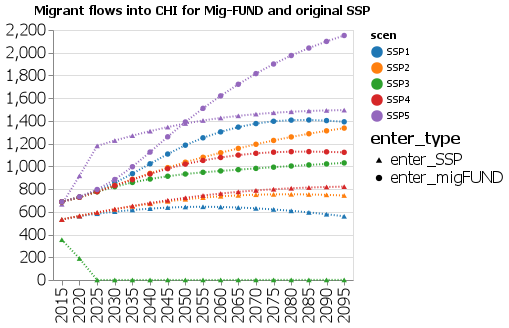 Migrant flows into CHI for Mig-FUND and original SSP
2,200
2,000
1,800
1,600
1,400
1,200
1,000
800
600
400
200
0
2015
2020
2025
2030
2035
2040
2045
2050
2055
2060
2065
2070
2075
2080
2085
2090
2095
scen
SSP1
SSP2
SSP3
SSP4
SSP5
enter_type
enter_SSP
enter_migFUND